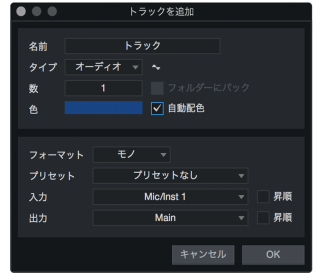 トラックを追加
名前 トラック
タイプ オーディオ
数 1 フォルダーにパック
色 自動配色
フォーマット モノ
プリセット プリセットなし
入力 Mic/Inst 1 昇順
出力 Main 昇順
キャンセル OK